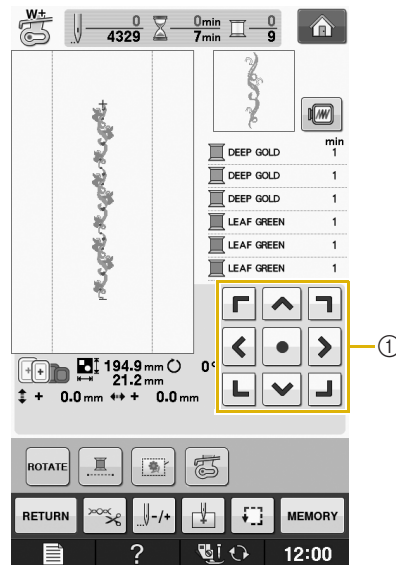 W+
0 0min 0
4329 7min 9
min
DEEP GOLD 1
DEEP GOLD 1
DEEP GOLD 1
LEAF GREEN 1
LEAF GREEN 1
LEAF GREEN 1
①
194.9 mm 0°
21.2 mm
+ 0.0 mm + 0.0 mm
ROTATE
RETURN -/+ MEMORY
? 12:00